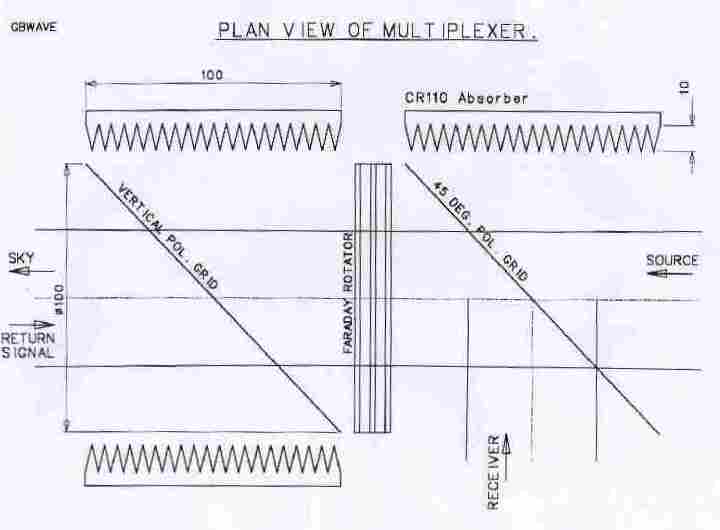 GBWAVE
PLAN VIEW OF MULTIPLEXER.
100
CR110 Absorber
10
VERTICAL POL. GRID
45 DEG. POL. GRID
SKY
SOURCE
ø100
FARADAY ROTATOR
RETURN
SIGNAL
RECEIVER